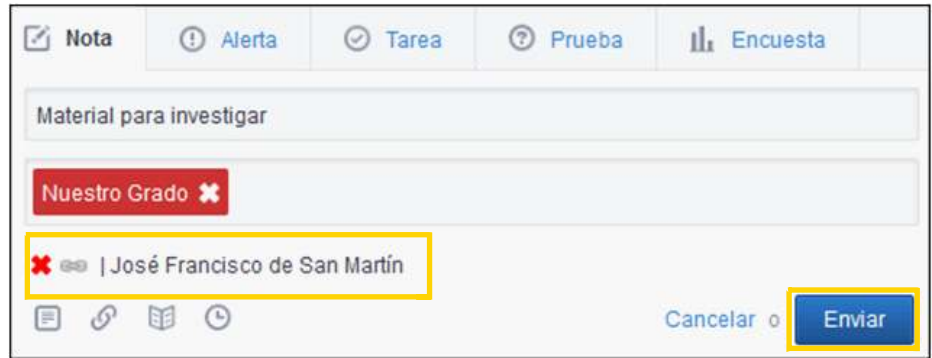 Nota Alerta Tarea Prueba Encuesta
Material para investigar
Nuestro Grado
| José Francisco de San Martín
Cancelar o Enviar